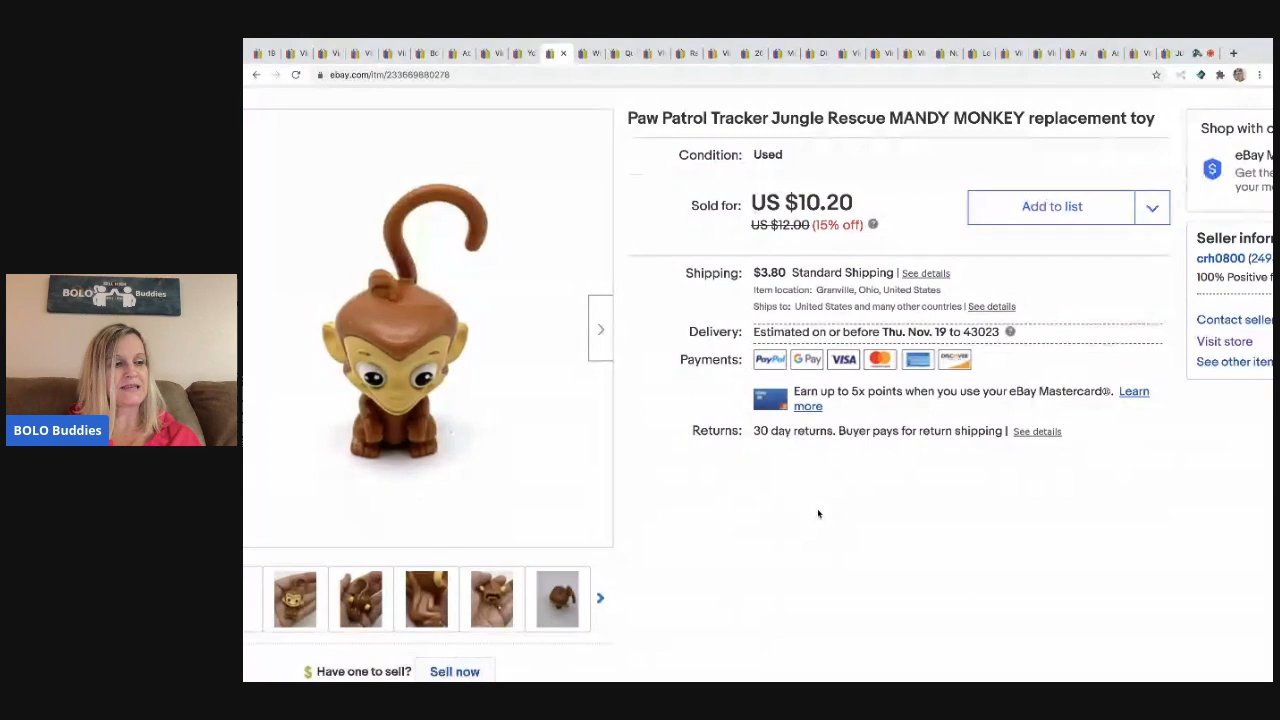 ebay.com/itm/233669880278
Paw Patrol Tracker Jungle Rescue MANDY MONKEY replacement toy
Condition: Used
Sold for: US $10.20
US $12.00 (15% off)
Add to list
Shipping: $3.80 Standard Shipping | See details
Item location: Granville, Ohio, United States
Ships to: United States and many other countries | See details
Delivery: Estimated on or before Thu. Nov. 19 to 43023
Payments: PayPal G Pay VISA MasterCard DISCOVER
Earn up to 5x points when you use your eBay Mastercard®. Learn
more
Returns: 30 day returns. Buyer pays for return shipping | See details
Shop with
eBay
Get the
your
Seller
crh0800 (249
100% Positive
Contact
Visit store
See other
Have one to sell? Sell now
BOLO Buddies
BOLO Buddies